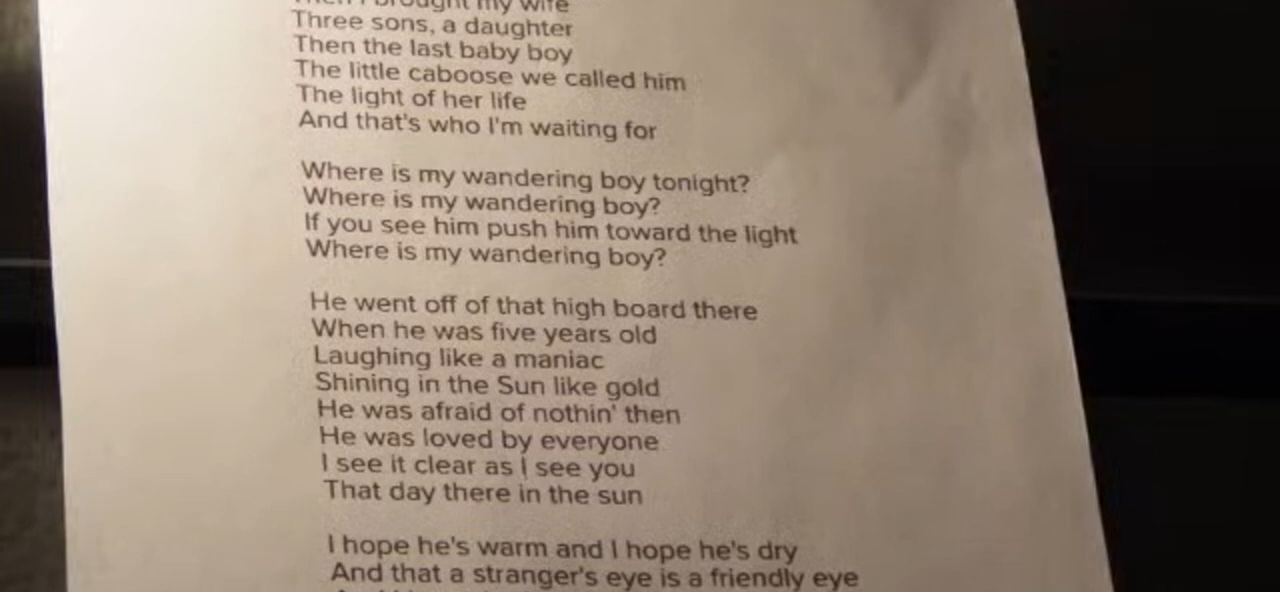 Then I brought my wife
Three sons, a daughter
Then the last baby boy
The little caboose we called him
The light of her life
And that's who I'm waiting for
Where is my wandering boy tonight?
Where is my wandering boy?
If you see him push him toward the light
Where is my wandering boy?
He went off of that high board there
When he was five years old
Laughing like a maniac
Shining in the Sun like gold
He was afraid of nothin' then
He was loved by everyone
I see it clear as I see you
That day there in the sun
I hope he's warm and I hope he's dry
And that a stranger's eye is a friendly eye